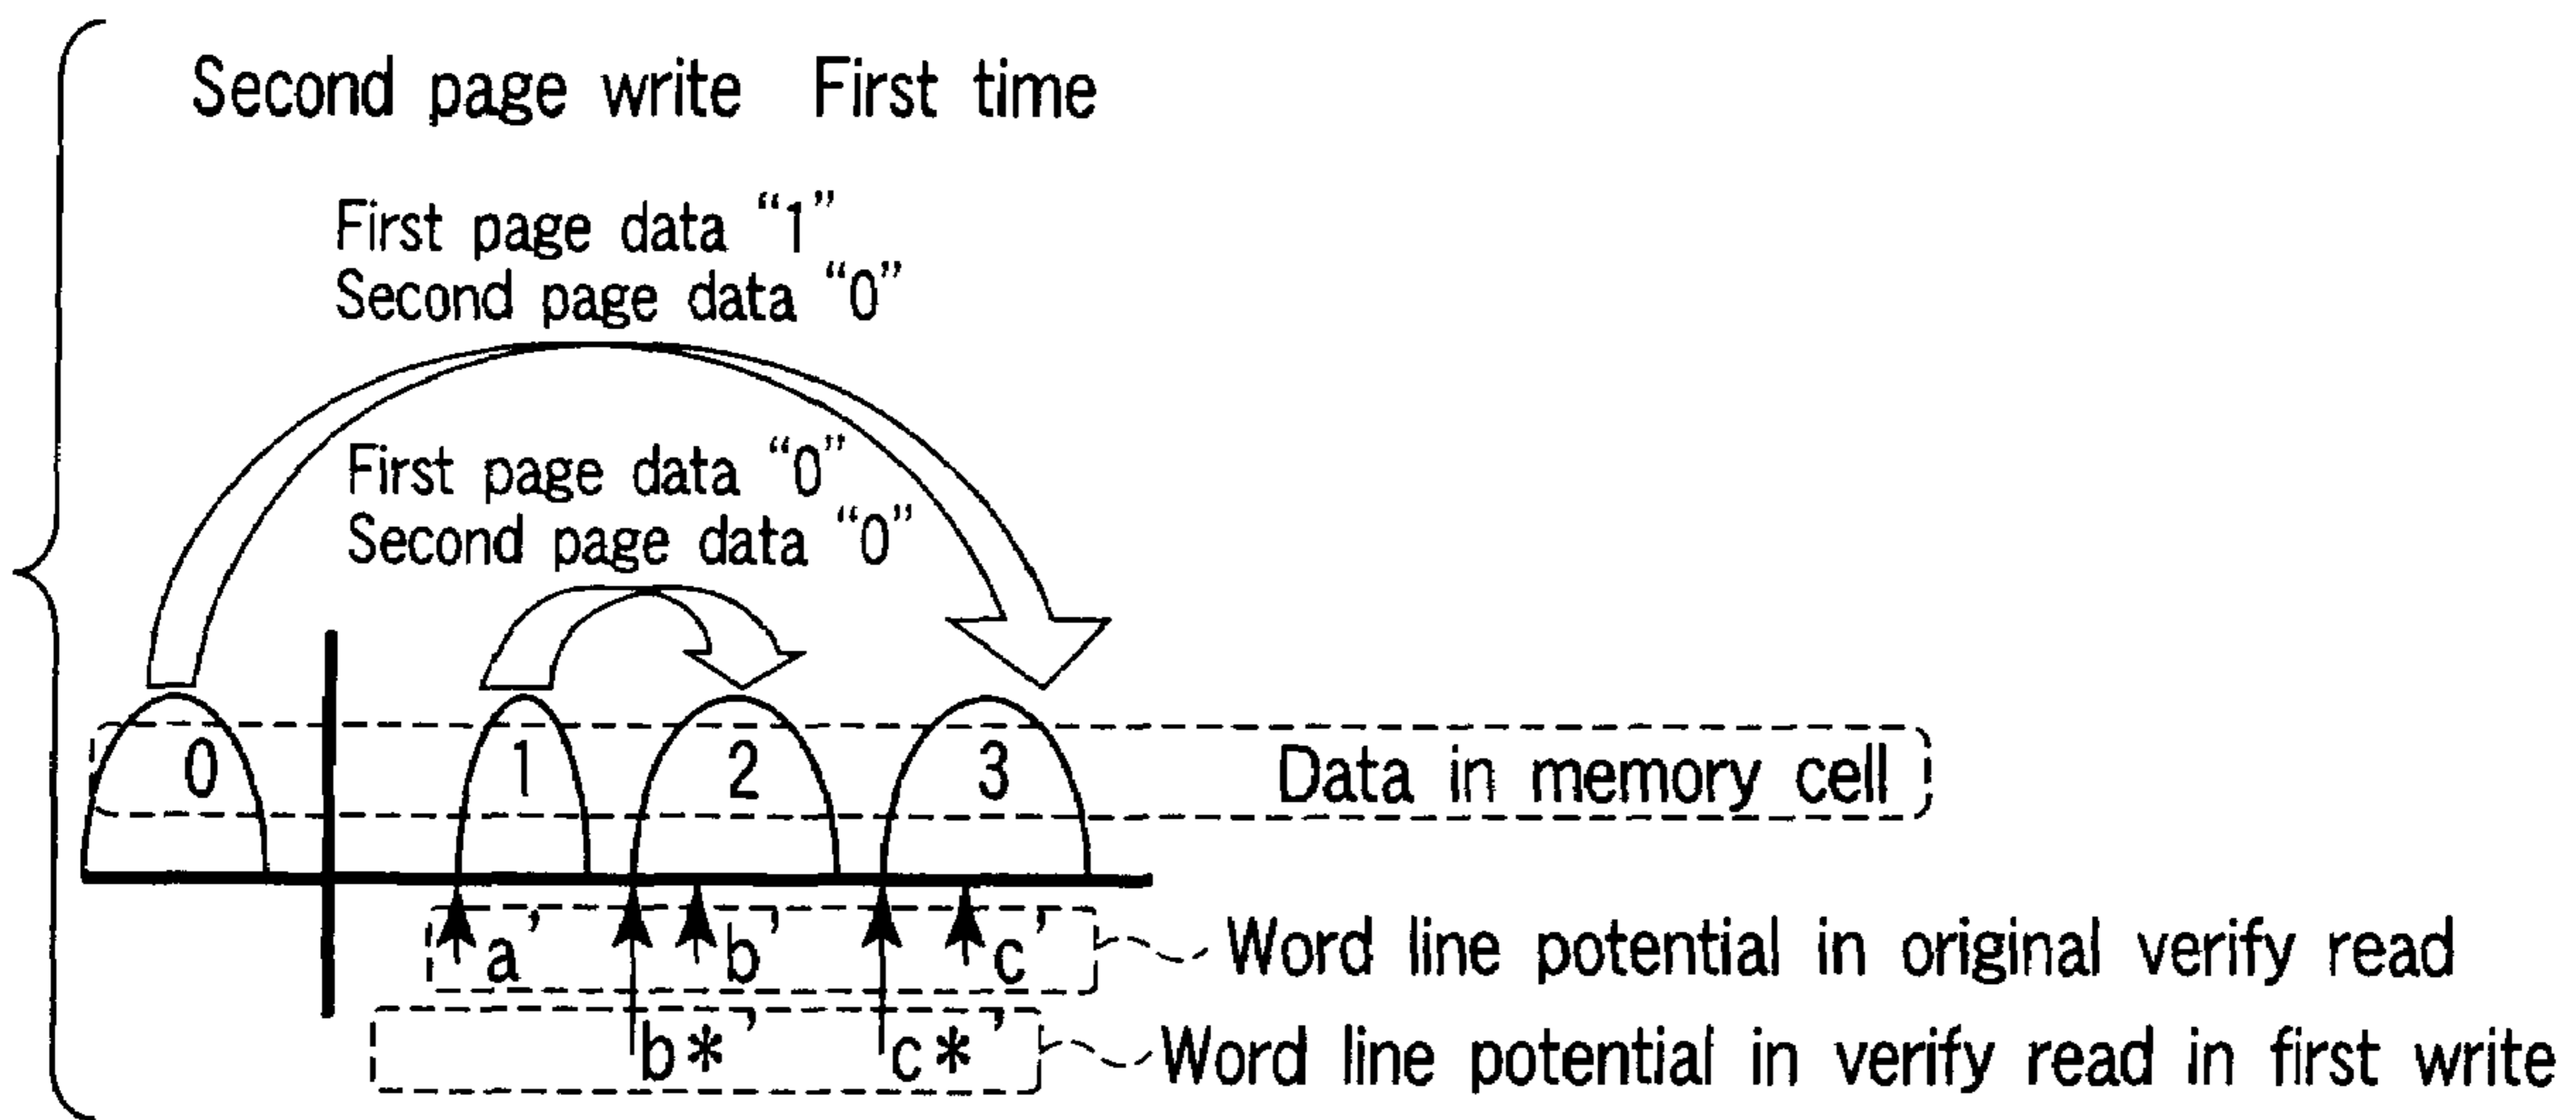 Second page write First time
First page data “1”
Second page data “0”
First page data “0”
Second page data “0”
0 1 2 3 Data in memory cell
a’ b’ c’ Word line potential in original verify read
b*’ c*’ Word line potential in verify read in first write